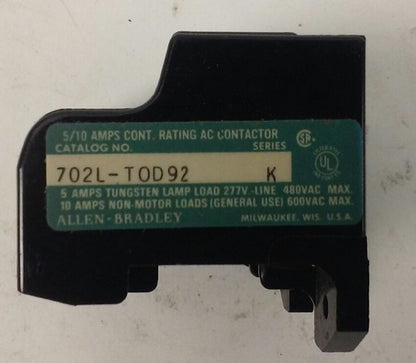 5/10 AMPS CONT. RATING AC CONTACTOR
CATALOG NO. SERIES
702L-TOD92 K
5 AMPS TUNGSTEN LAMP LOAD 277V-LINE 480VAC MAX.
10 AMPS NON-MOTOR LOADS (GENERAL USE) 600VAC MAX.
ALLEN-BRADLEY MILWAUKEE, WIS. U.S.A.
UL